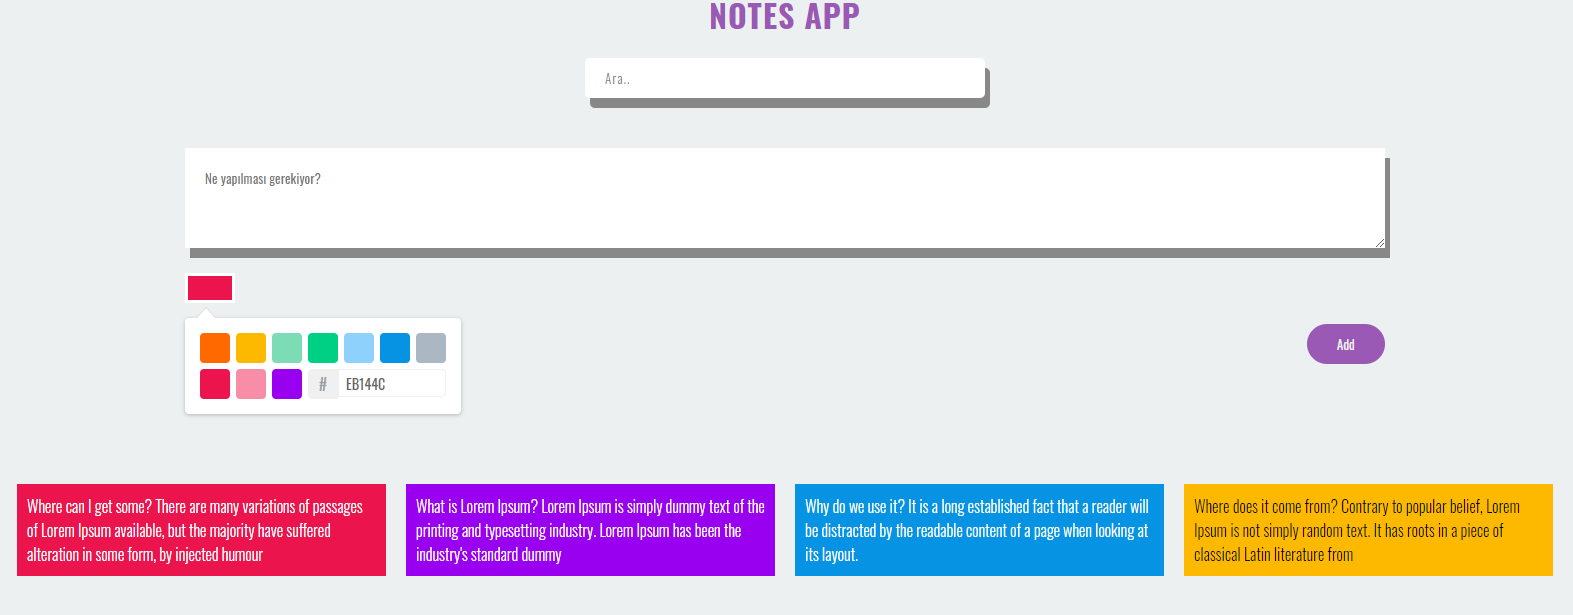 NOTES APP
Ara..
Ne yapılması gerekiyor?
Add
# EB144C
Where can I get some? There are many variations of passages
of Lorem Ipsum available, but the majority have suffered
alteration in some form, by injected humour
What is Lorem Ipsum? Lorem Ipsum is simply dummy text of the
printing and typesetting industry. Lorem Ipsum has been the
industry's standard dummy
Why do we use it? It is a long established fact that a reader will
be distracted by the readable content of a page when looking at
its layout.
Where does it come from? Contrary to popular belief, Lorem
Ipsum is not simply random text. It has roots in a piece of
classical Latin literature from